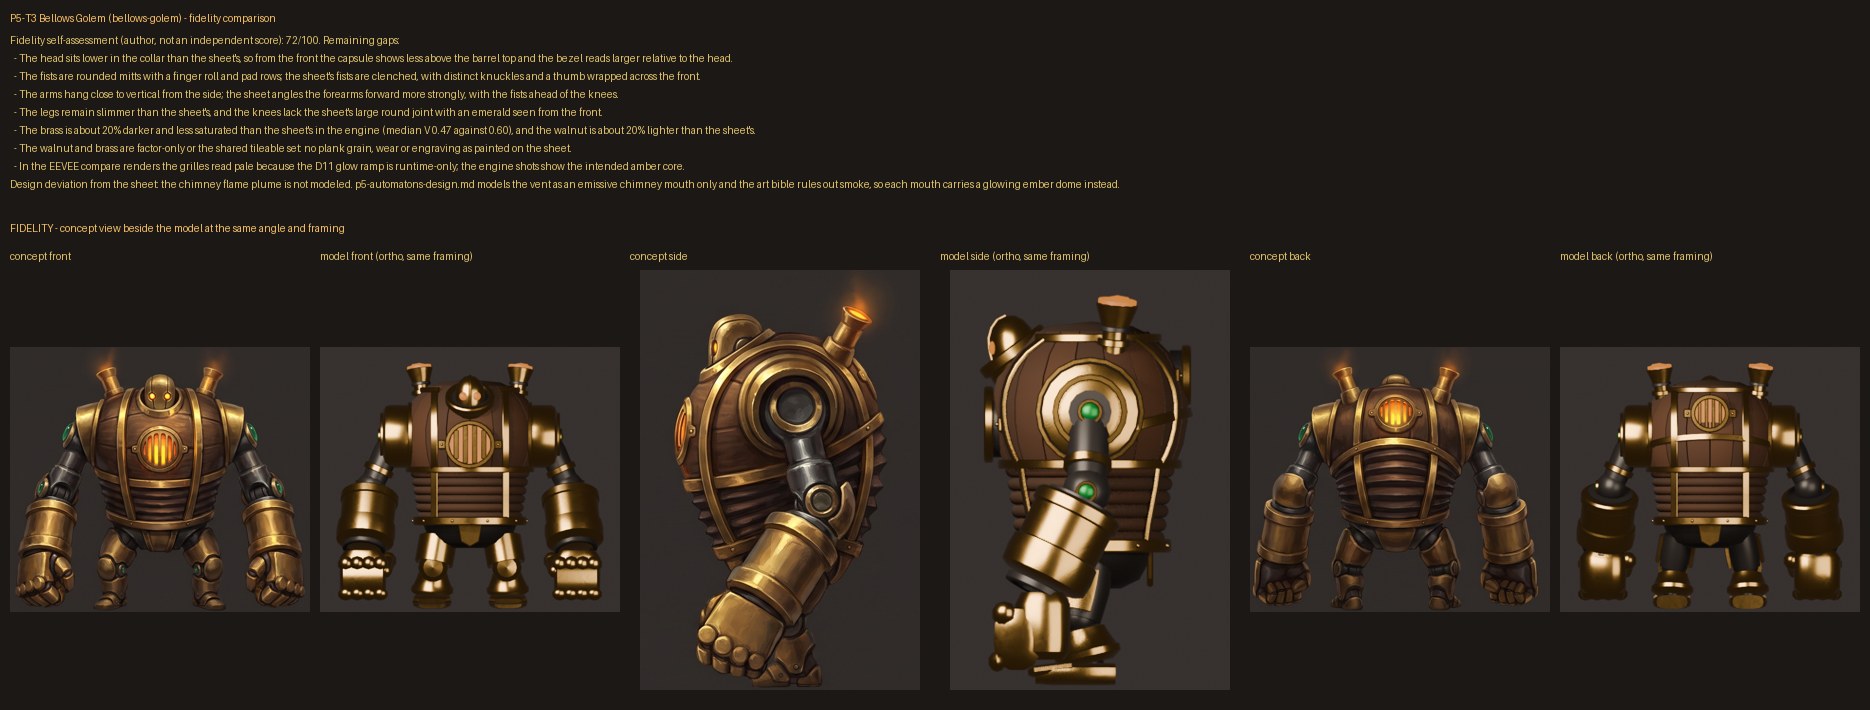 P5-T3 Bellows Golem (bellows-golem) - fidelity comparison
Fidelity self-assessment (author, not an independent score): 72/100. Remaining gaps:
- The head sits lower in the collar than the sheet's, so from the front the capsule shows less above the barrel top and the bezel reads larger relative to the head.
- The fists are rounded mitts with a finger roll and pad rows; the sheet's fists are clenched, with distinct knuckles and a thumb wrapped across the front.
- The arms hang close to vertical from the side; the sheet angles the forearms forward more strongly, with the fists ahead of the knees.
- The legs remain slimmer than the sheet's, and the knees lack the sheet's large round joint with an emerald seen from the front.
- The brass is about 20% darker and less saturated than the sheet's in the engine (median V 0.47 against 0.60), and the walnut is about 20% lighter than the sheet's.
- The walnut and brass are factor-only or the shared tileable set: no plank grain, wear or engraving as painted on the sheet.
- In the EEVEE compare renders the grilles read pale because the D11 glow ramp is runtime-only; the engine shots show the intended amber core.
Design deviation from the sheet: the chimney flame plume is not modeled. p5-automatons-design.md models the vent as an emissive chimney mouth only and the art bible rules out smoke, so each mouth carries a glowing ember dome instead.
FIDELITY - concept view beside the model at the same angle and framing
concept front
model front (ortho, same framing)
concept side
model side (ortho, same framing)
concept back
model back (ortho, same framing)